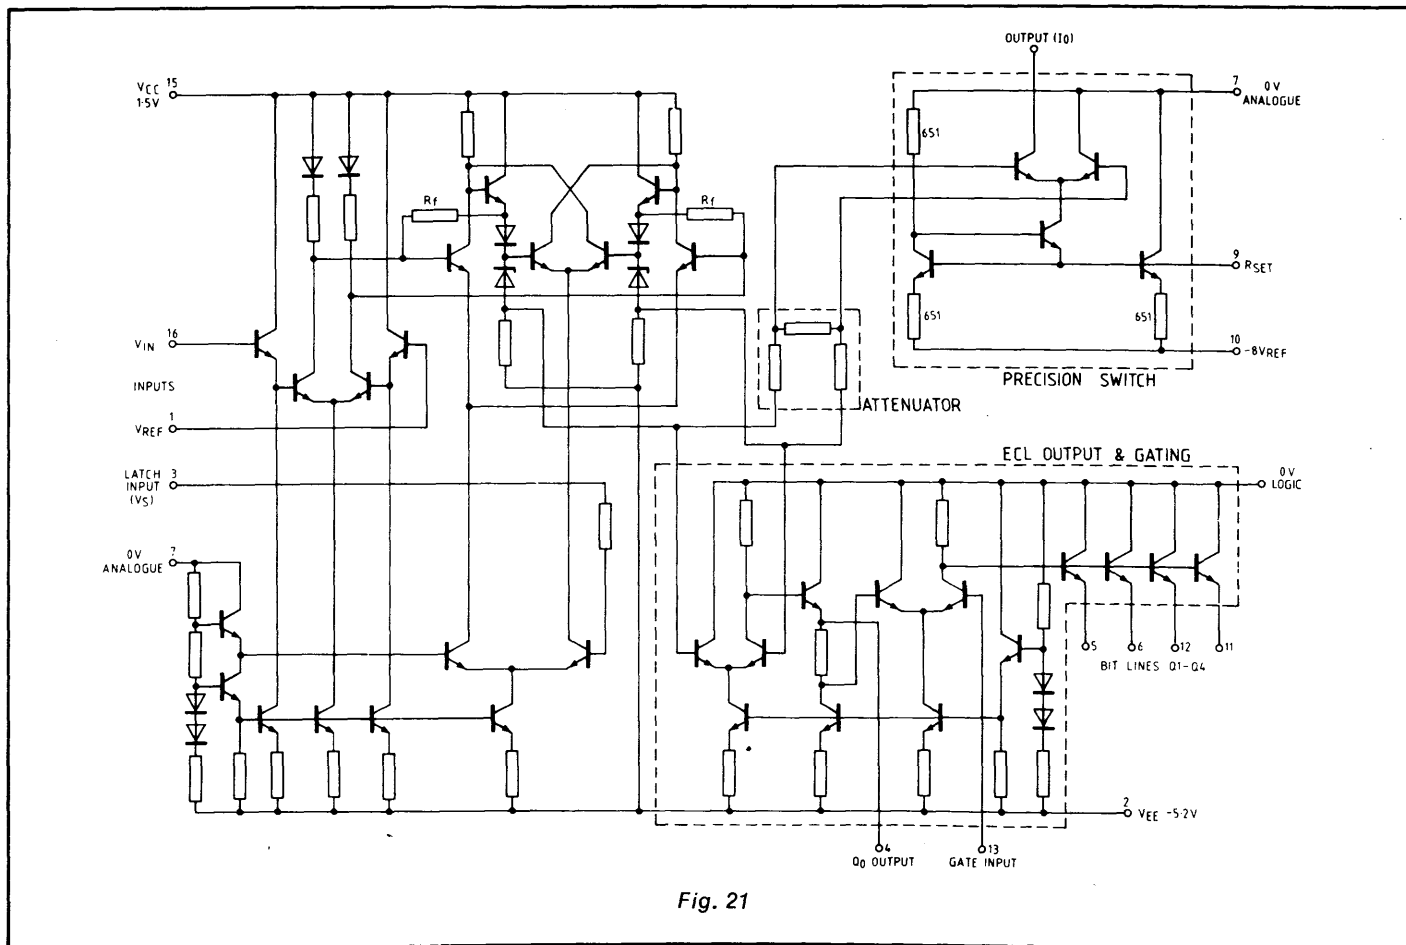 OUTPUT (I0)
VCC 15
1·5V
7 0V
ANALOGUE
651
Rf
Rf
9
RSET
651
651
10
-8VREF
16
VIN
PRECISION SWITCH
INPUTS
ATTENUATOR
1
VREF
ECL OUTPUT & GATING
LATCH 3
INPUT
(VS)
0V
LOGIC
0V 7
ANALOGUE
5 6 12 11
BIT LINES Q1-Q4
2
VEE -5·2V
4 13
Q0 OUTPUT GATE INPUT
Fig. 21